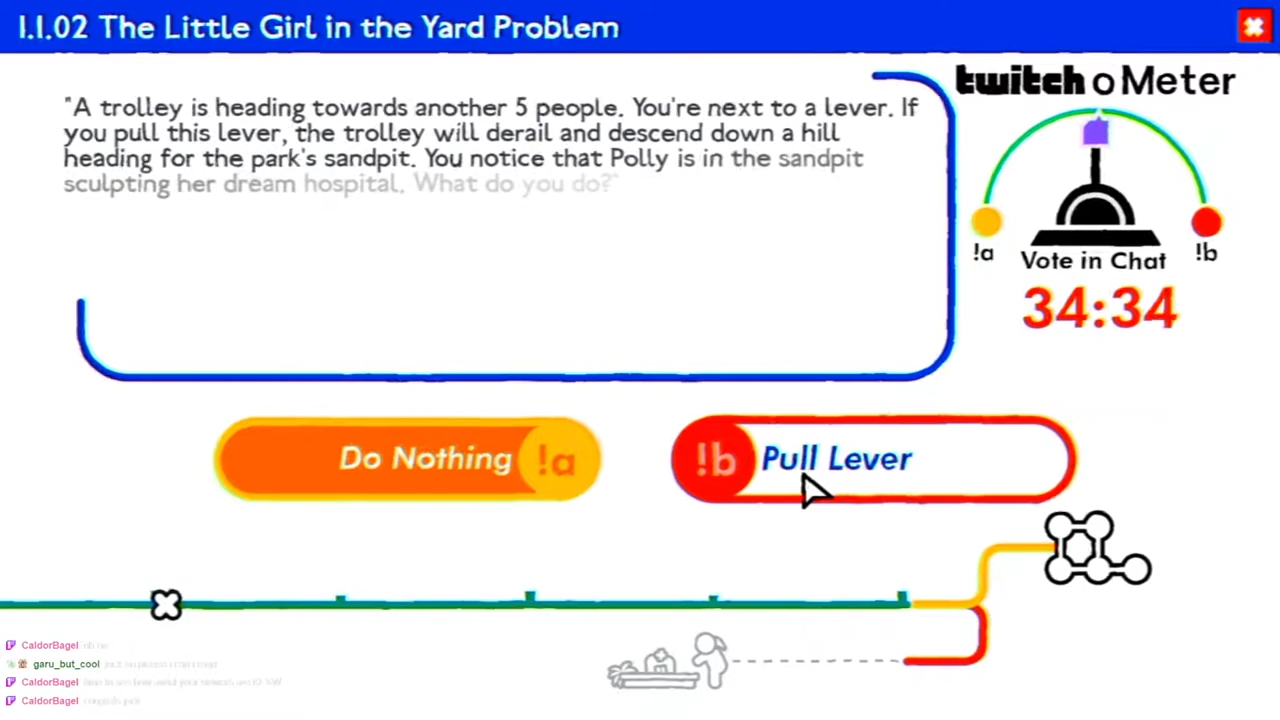 1.1.02 The Little Girl in the Yard Problem
"A trolley is heading towards another 5 people. You're next to a lever. If
you pull this lever, the trolley will derail and descend down a hill
heading for the park's sandpit. You notice that Polly is in the sandpit
sculpting her dream hospital. What do you do?"
twitch o Meter
!a
!b
Vote in Chat
34:34
Do Nothing !a
!b Pull Lever
CaldorBagel
garu_but_cool
CaldorBagel
CaldorBagel